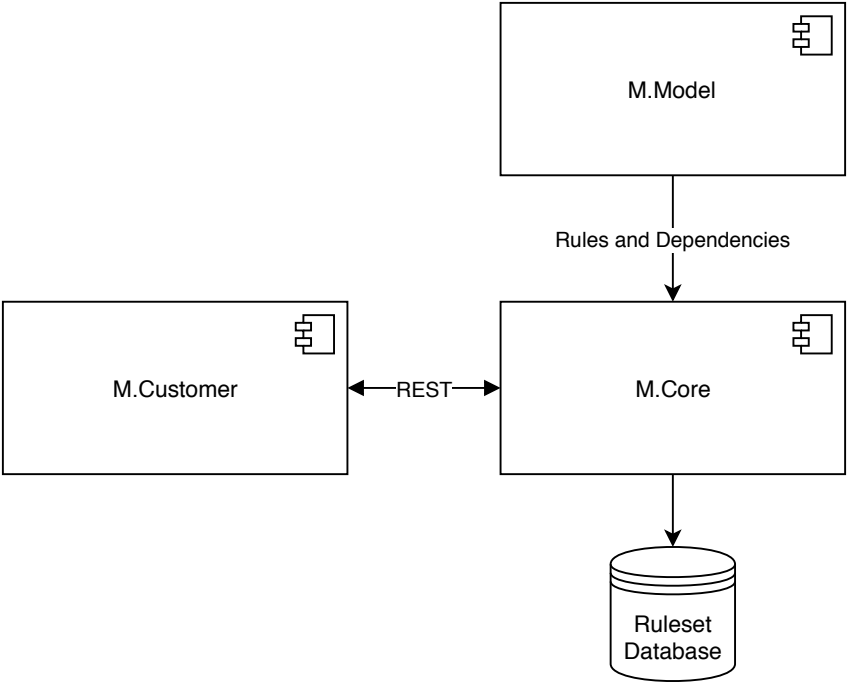 M.Model
Rules and Dependencies
M.Customer
REST
M.Core
Ruleset
Database